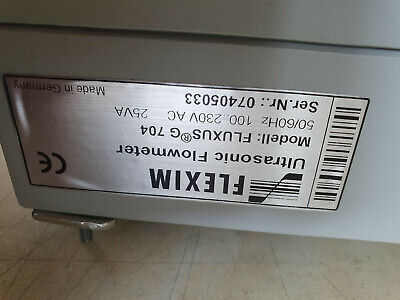 FLEXIM
Ultrasonic Flowmeter
Modell: FLUXUS® G 704
50/60Hz 100..230V AC 25VA
Ser.Nr.: 07405033
Made in Germany
CE